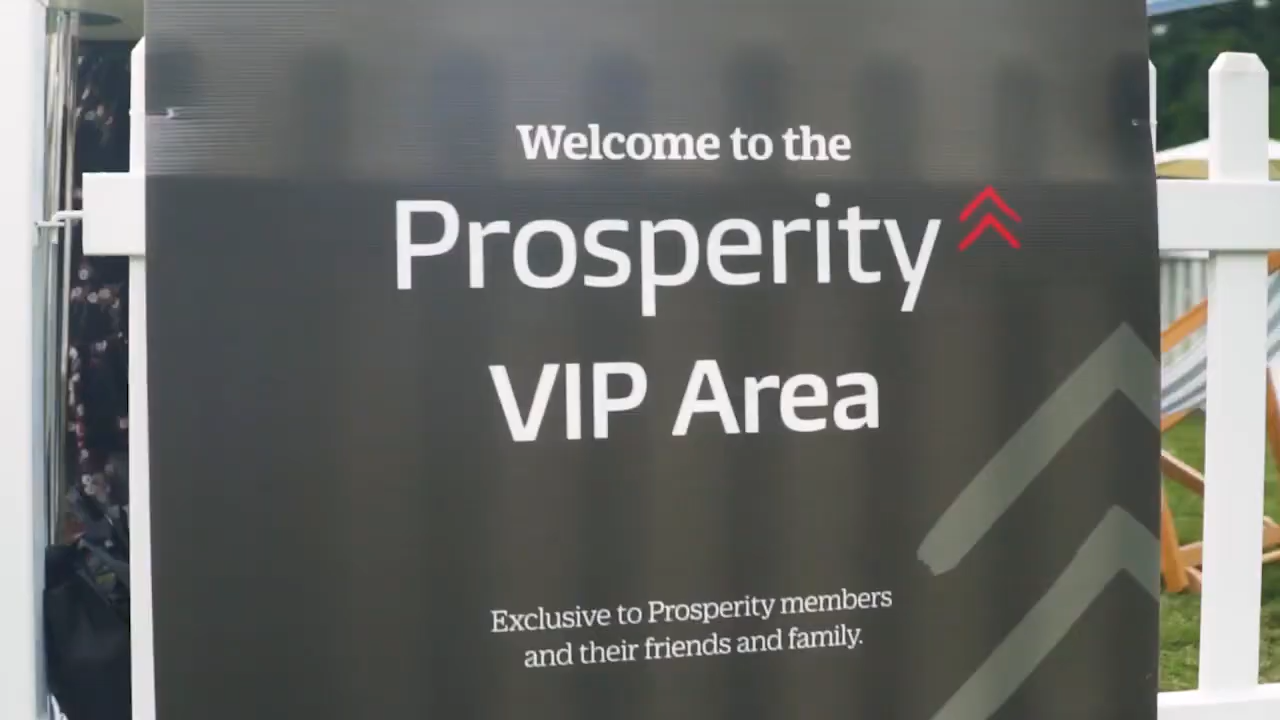 Welcome to the
Prosperity
VIP Area
Exclusive to Prosperity members
and their friends and family.